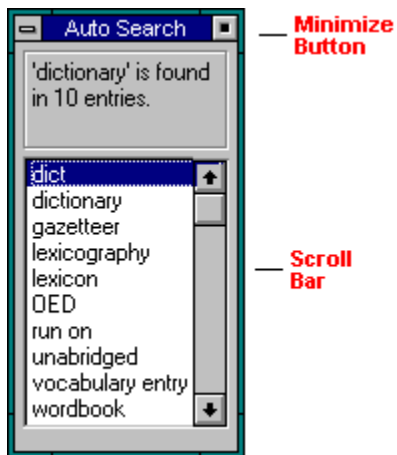 Auto Search
Minimize
Button
'dictionary' is found
in 10 entries.
dict
dictionary
gazetteer
lexicography
lexicon
OED
run on
unabridged
vocabulary entry
wordbook
Scroll
Bar